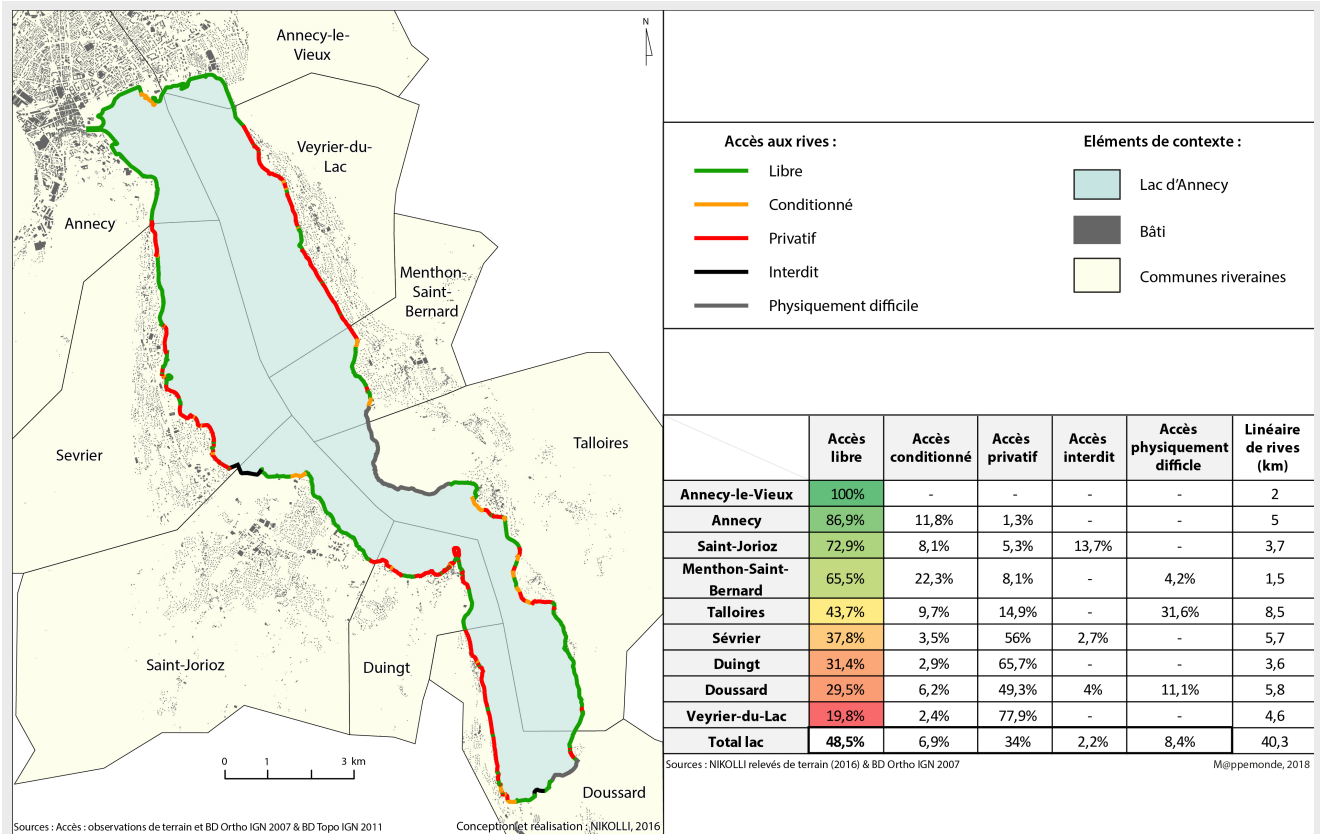 Annecy-le-
Vieux
Veyrier-du-
Lac
Annecy
Menthon-
Saint-
Bernard
Sevrier
Talloires
Saint-Jorioz
Duingt
Doussard
N
0 1 3 km
Sources : Accès : observations de terrain et BD Ortho IGN 2007 & BD Topo IGN 2011
Conception et réalisation : NIKOLLI, 2016
Accès aux rives :
Libre
Conditionné
Privatif
Interdit
Physiquement difficile
Eléments de contexte :
Lac d'Annecy
Bâti
Communes riveraines
Accès libre Accès conditionné Accès privatif Accès interdit Accès physiquement difficle Linéaire de rives (km)
Annecy-le-Vieux 100% - - - - 2
Annecy 86,9% 11,8% 1,3% - - 5
Saint-Jorioz 72,9% 8,1% 5,3% 13,7% - 3,7
Menthon-Saint-Bernard 65,5% 22,3% 8,1% - 4,2% 1,5
Talloires 43,7% 9,7% 14,9% - 31,6% 8,5
Sévrier 37,8% 3,5% 56% 2,7% - 5,7
Duingt 31,4% 2,9% 65,7% - - 3,6
Doussard 29,5% 6,2% 49,3% 4% 11,1% 5,8
Veyrier-du-Lac 19,8% 2,4% 77,9% - - 4,6
Total lac 48,5% 6,9% 34% 2,2% 8,4% 40,3
Sources : NIKOLLI relevés de terrain (2016) & BD Ortho IGN 2007
M@ppemonde, 2018